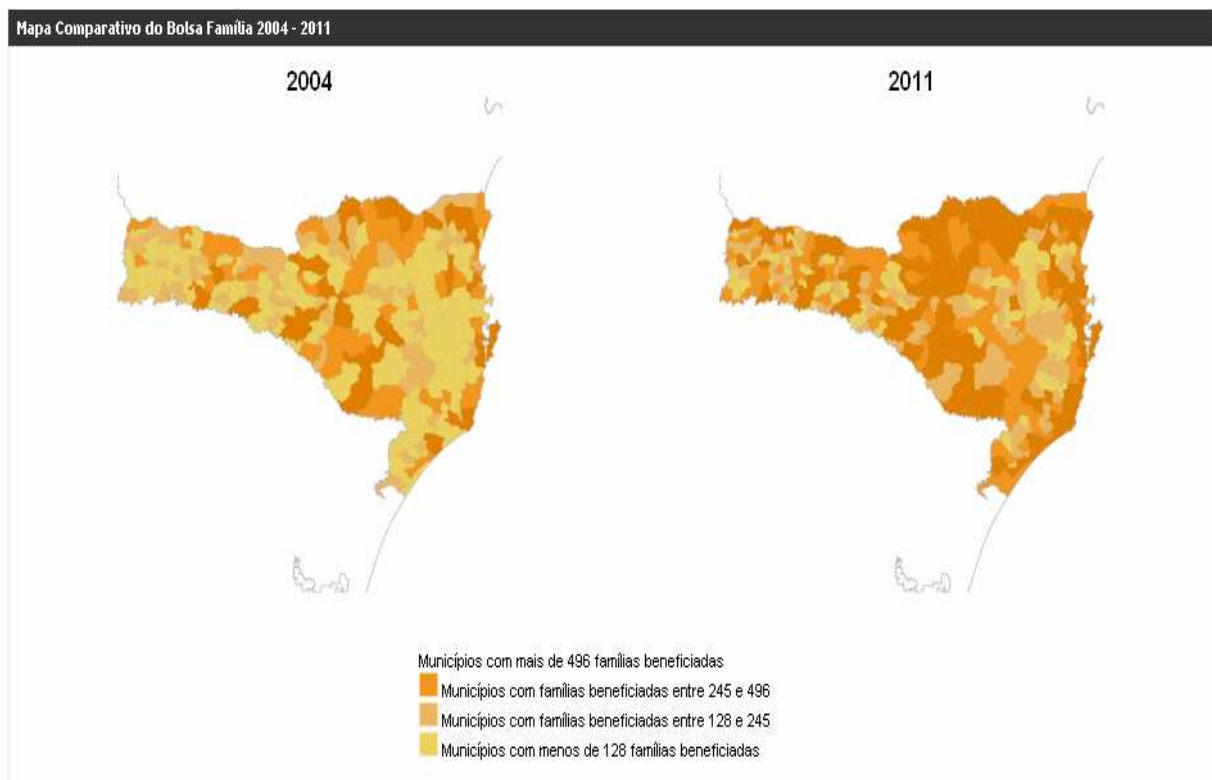 Mapa Comparativo do Bolsa Família 2004 - 2011
2004
2011
Municípios com mais de 496 famílias beneficiadas
Municípios com famílias beneficiadas entre 245 e 496
Municípios com famílias beneficiadas entre 128 e 245
Municípios com menos de 128 famílias beneficiadas